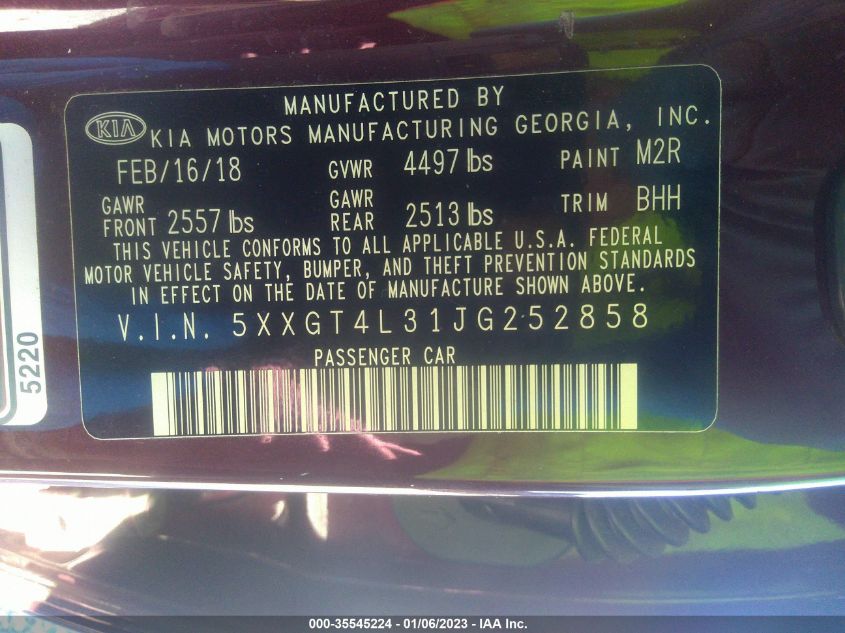 MANUFACTURED BY
KIA KIA MOTORS MANUFACTURING GEORGIA, INC.
FEB/16/18 GVWR 4497 lbs PAINT M2R
GAWR FRONT 2557 lbs GAWR REAR 2513 lbs TRIM BHH
THIS VEHICLE CONFORMS TO ALL APPLICABLE U.S.A. FEDERAL
MOTOR VEHICLE SAFETY, BUMPER, AND THEFT PREVENTION STANDARDS
IN EFFECT ON THE DATE OF MANUFACTURE SHOWN ABOVE.
V.I.N. 5XXGT4L31JG252858
PASSENGER CAR
5220
000-35545224 - 01/06/2023 - IAA Inc.